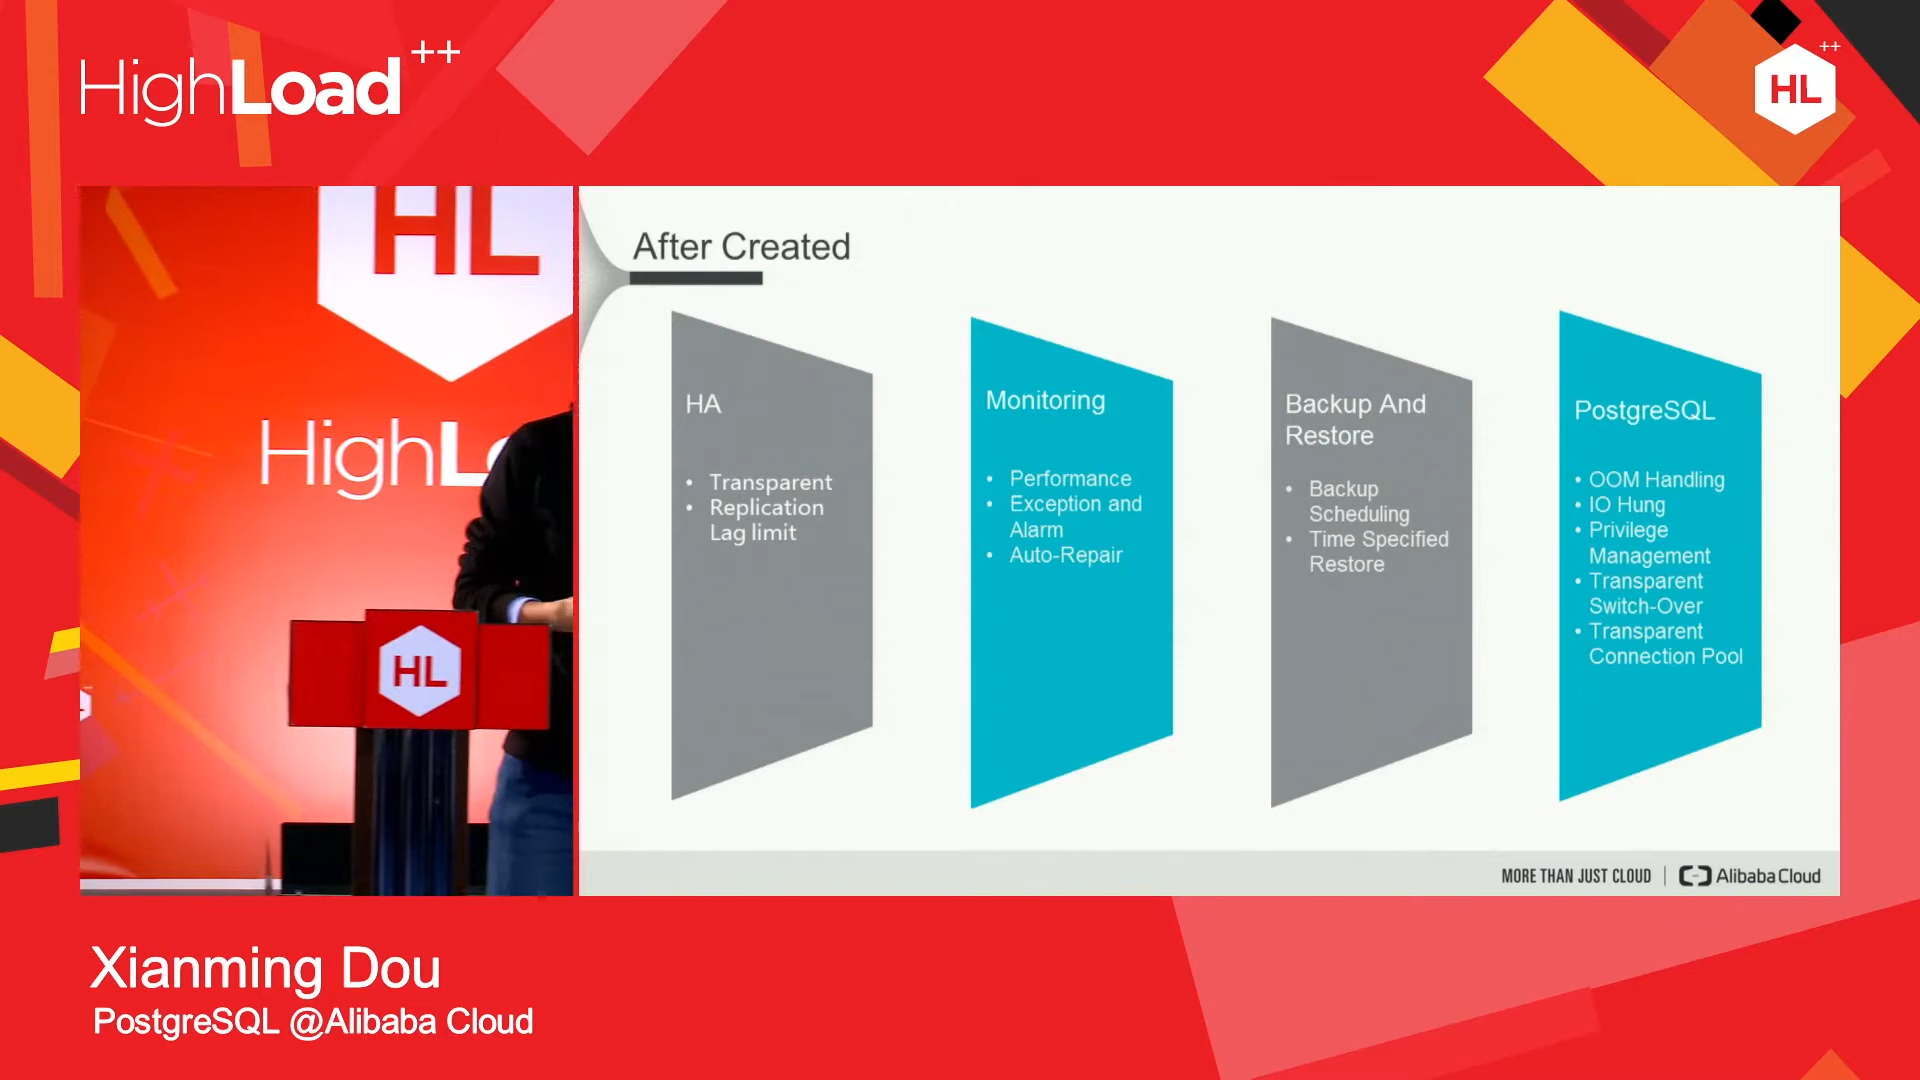 HighLoad++
HL++
HL
HighLo
HL
After Created
HA
• Transparent
• Replication
Lag limit
Monitoring
• Performance
• Exception and
Alarm
• Auto-Repair
Backup And
Restore
• Backup
Scheduling
• Time Specified
Restore
PostgreSQL
• OOM Handling
• IO Hung
• Privilege
Management
• Transparent
Switch-Over
• Transparent
Connection Pool
MORE THAN JUST CLOUD | Alibaba Cloud
Xianming Dou
PostgreSQL @Alibaba Cloud